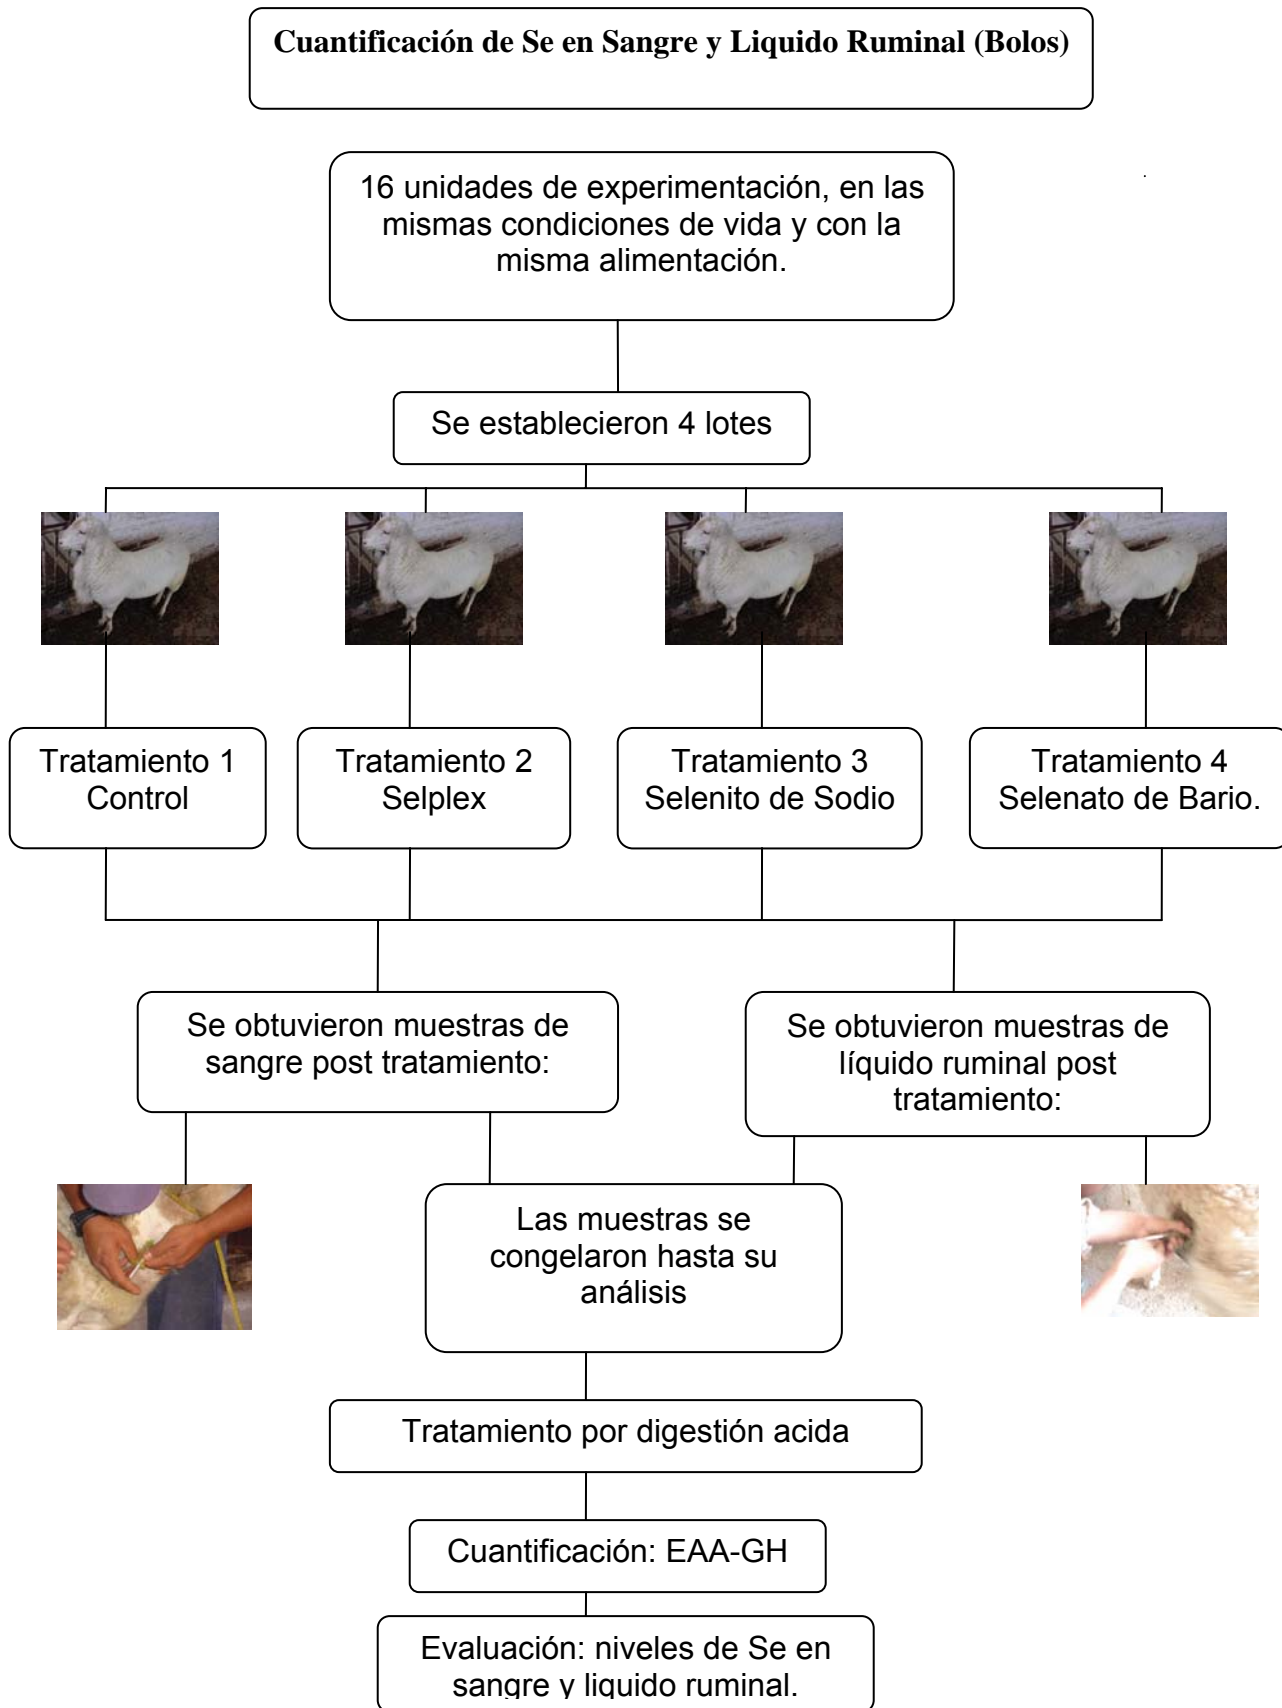 Cuantificación de Se en Sangre y Liquido Ruminal (Bolos)
16 unidades de experimentación, en las
mismas condiciones de vida y con la
misma alimentación.
Se establecieron 4 lotes
Tratamiento 1
Control
Tratamiento 2
Selplex
Tratamiento 3
Selenito de Sodio
Tratamiento 4
Selenato de Bario.
Se obtuvieron muestras de
sangre post tratamiento:
Se obtuvieron muestras de
líquido ruminal post
tratamiento:
Las muestras se
congelaron hasta su
análisis
Tratamiento por digestión acida
Cuantificación: EAA-GH
Evaluación: niveles de Se en
sangre y liquido ruminal.